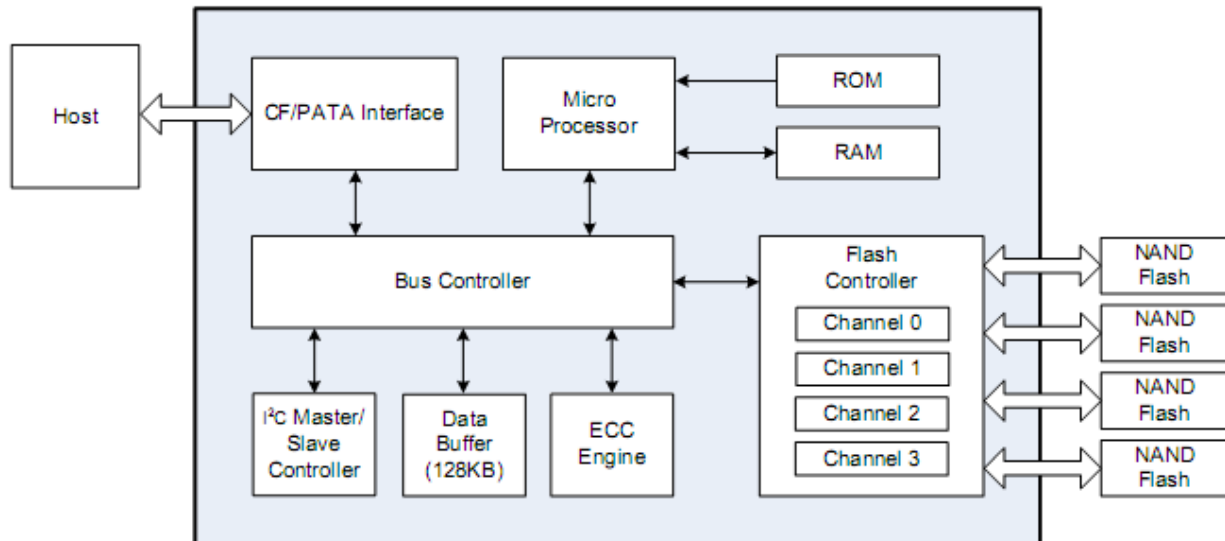 Host
CF/PATA Interface
Micro
Processor
ROM
RAM
Bus Controller
Flash
Controller
Channel 0
Channel 1
Channel 2
Channel 3
NAND
Flash
NAND
Flash
NAND
Flash
NAND
Flash
I²C Master/
Slave
Controller
Data
Buffer
(128KB)
ECC
Engine